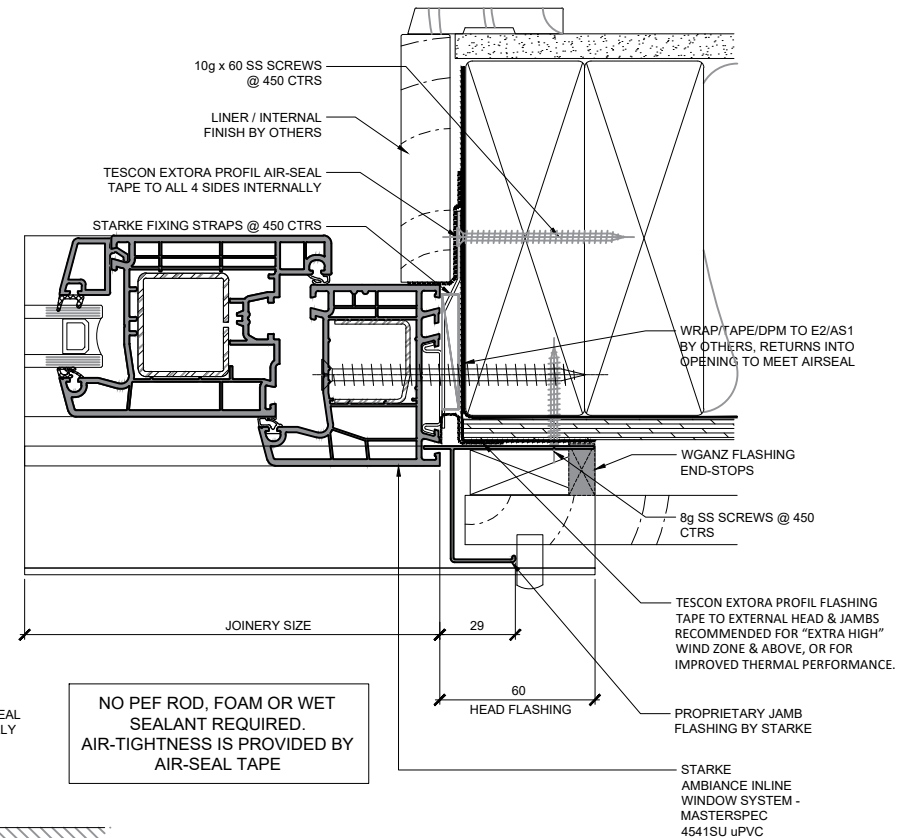 10g x 60 SS SCREWS
@ 450 CTRS
LINER / INTERNAL
FINISH BY OTHERS
TESCON EXTORA PROFIL AIR-SEAL
TAPE TO ALL 4 SIDES INTERNALLY
STARKE FIXING STRAPS @ 450 CTRS
WRAP/TAPE/DPM TO E2/AS1
BY OTHERS, RETURNS INTO
OPENING TO MEET AIRSEAL
WGANZ FLASHING
END-STOPS
8g SS SCREWS @ 450
CTRS
TESCON EXTORA PROFIL FLASHING
TAPE TO EXTERNAL HEAD & JAMBS
RECOMMENDED FOR “EXTRA HIGH”
WIND ZONE & ABOVE, OR FOR
IMPROVED THERMAL PERFORMANCE.
JOINERY SIZE
29
60
HEAD FLASHING
PROPRIETARY JAMB
FLASHING BY STARKE
NO PEF ROD, FOAM OR WET
SEALANT REQUIRED.
AIR-TIGHTNESS IS PROVIDED BY
AIR-SEAL TAPE
STARKE
AMBIANCE INLINE
WINDOW SYSTEM -
MASTERSPEC
4541SU uPVC